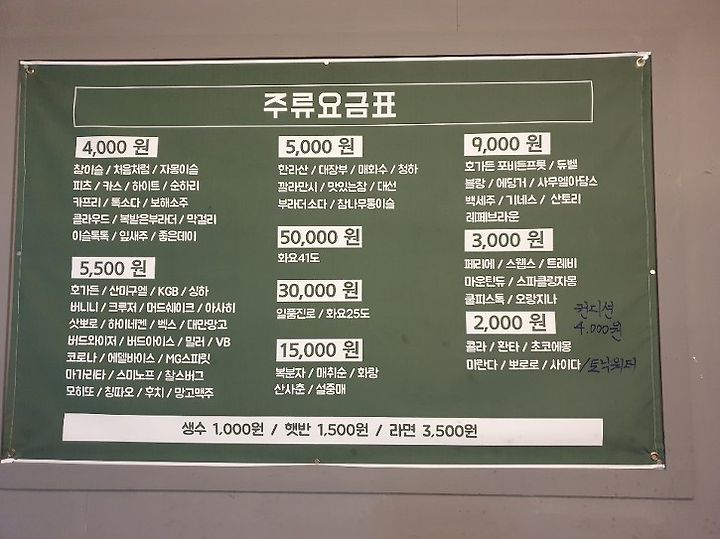 주류요금표
4,000 원
참이슬 / 처음처럼 / 자몽이슬
피츠 / 카스 / 하이트 / 순하리
카프리 / 톡소다 / 보해소주
클라우드 / 복받은부라더 / 막걸리
이슬톡톡 / 잎새주 / 좋은데이
5,500 원
호가든 / 산미구엘 / KGB / 싱하
버니니 / 크루저 / 머드쉐이크 / 아사히
삿뽀로 / 하이네켄 / 벡스 / 대만망고
버드와이저 / 버드아이스 / 밀러 / VB
코로나 / 에델바이스 / MG스피릿
마가리타 / 스미노프 / 찰스버그
모히또 / 칭따오 / 후치 / 망고맥주
5,000 원
한라산 / 대장부 / 매화수 / 청하
깔라만시 / 맛있는참 / 대선
부라더소다 / 참나무통이슬
50,000 원
화요41도
30,000 원
일품진로 / 화요25도
15,000 원
복분자 / 매취순 / 화랑
산사춘 / 설중매
9,000 원
호가든 포비든프룻 / 듀벨
블랑 / 에딩거 / 사무엘아담스
백세주 / 기네스 / 산토리
레페브라운
3,000 원
페리에 / 스웹스 / 트레비
마운틴듀 / 스파클링자몽
쿨피스톡 / 오랑지나
컨디션
4.000원
2,000 원
콜라 / 환타 / 초코에몽
미란다 / 뽀로로 / 사이다 / 토닉워터
생수 1,000원 / 햇반 1,500원 / 라면 3,500원